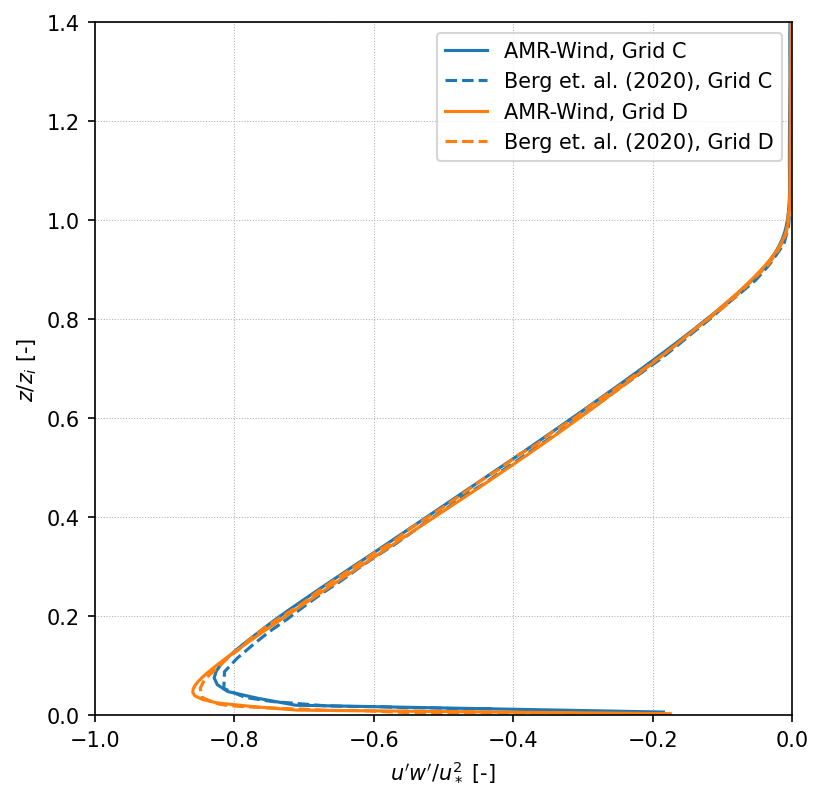 1.4
1.2
1.0
0.8
0.6
0.4
0.2
0.0
z/z_i [-]
AMR-Wind, Grid C
Berg et. al. (2020), Grid C
AMR-Wind, Grid D
Berg et. al. (2020), Grid D
−1.0 −0.8 −0.6 −0.4 −0.2 0.0
u′w′/u_*^2 [-]